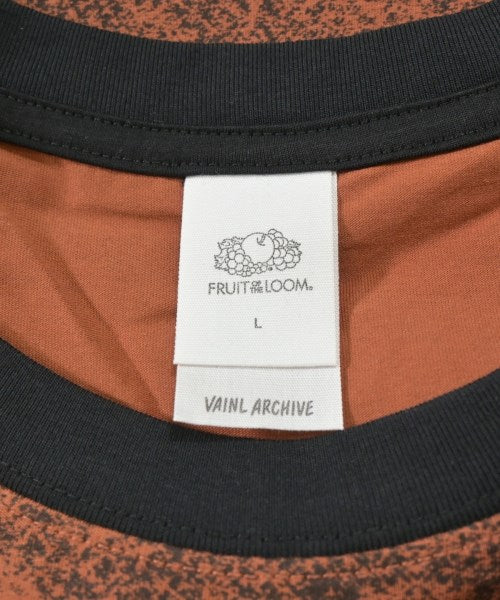 FRUIT OF THE LOOM®
L
VAINL ARCHIVE